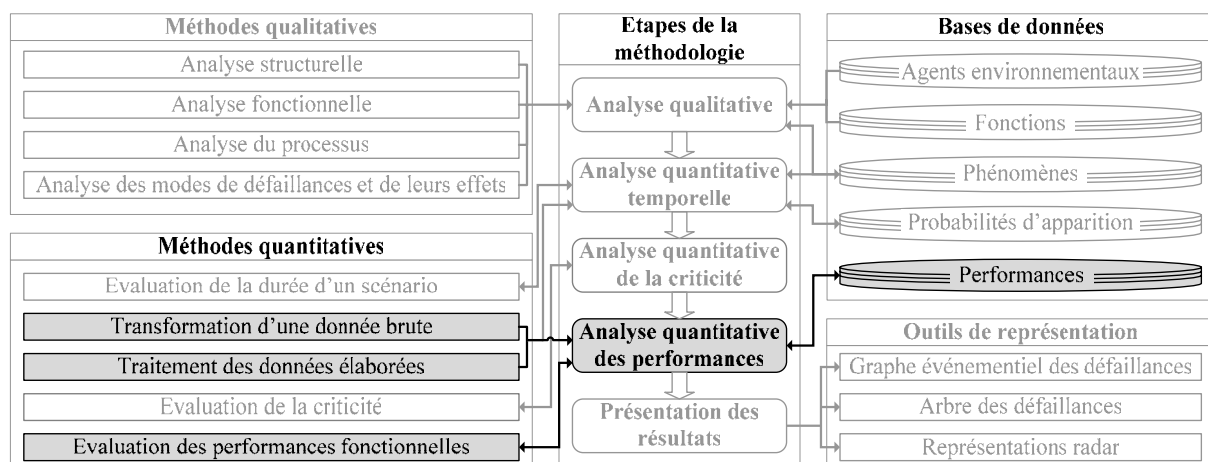 Méthodes qualitatives
Analyse structurelle
Analyse fonctionnelle
Analyse du processus
Analyse des modes de défaillances et de leurs effets
Méthodes quantitatives
Evaluation de la durée d'un scénario
Transformation d'une donnée brute
Traitement des données élaborées
Evaluation de la criticité
Evaluation des performances fonctionnelles
Etapes de la
méthodologie
Analyse qualitative
Analyse quantitative
temporelle
Analyse quantitative
de la criticité
Analyse quantitative
des performances
Présentation des
résultats
Bases de données
Agents environnementaux
Fonctions
Phénomènes
Probabilités d'apparition
Performances
Outils de représentation
Graphe événementiel des défaillances
Arbre des défaillances
Représentations radar